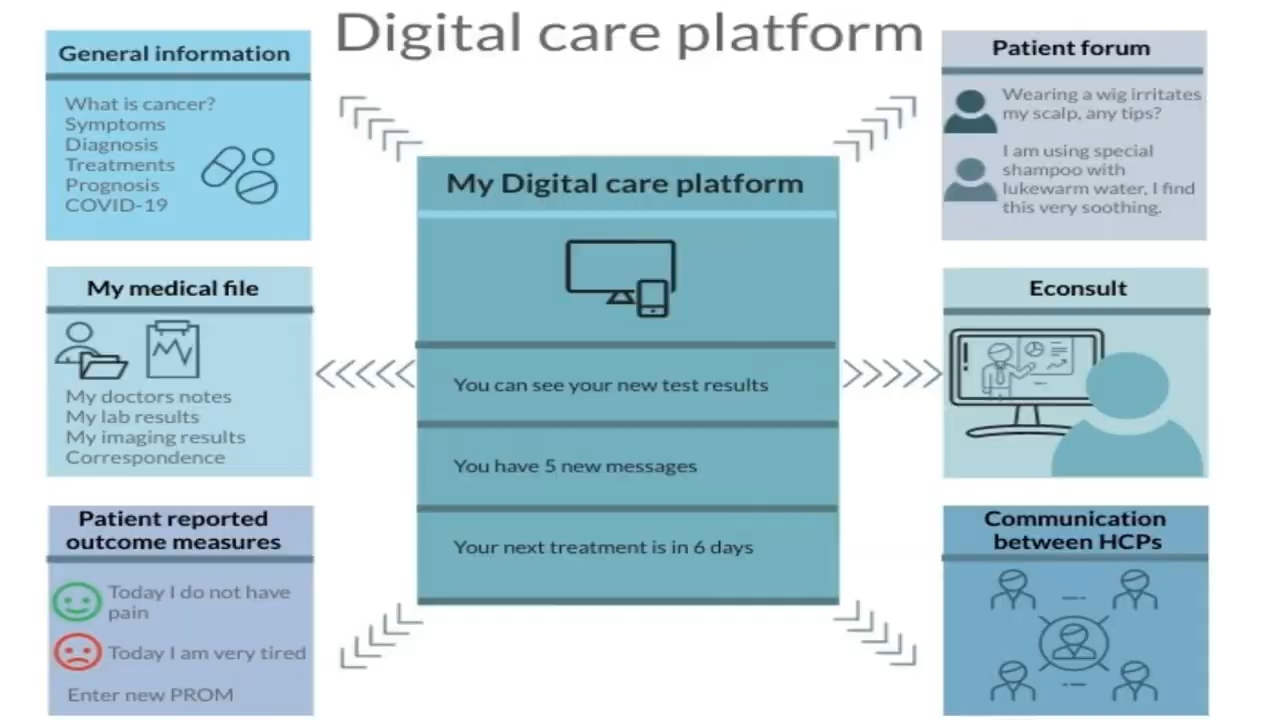 Digital care platform
General information
What is cancer?
Symptoms
Diagnosis
Treatments
Prognosis
COVID-19
My medical file
My doctors notes
My lab results
My imaging results
Correspondence
Patient reported
outcome measures
Today I do not have
pain
Today I am very tired
Enter new PROM
My Digital care platform
You can see your new test results
You have 5 new messages
Your next treatment is in 6 days
Patient forum
Wearing a wig irritates
my scalp, any tips?
I am using special
shampoo with
lukewarm water, I find
this very soothing.
Econsult
Communication
between HCPs